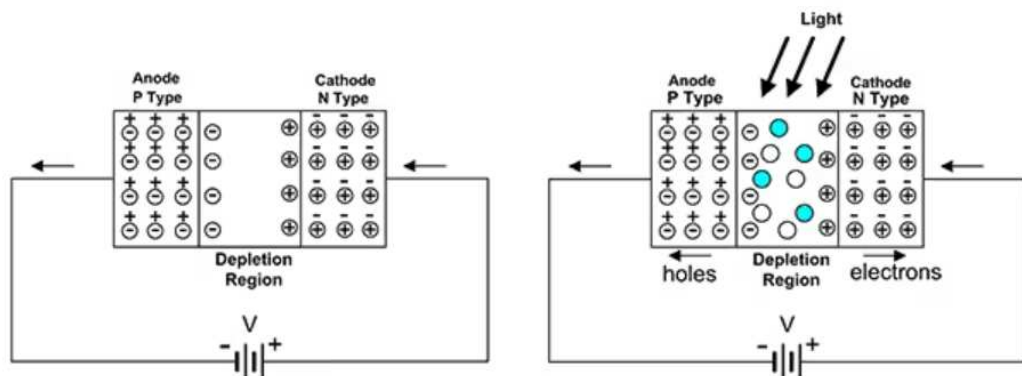 Anode
P Type
Cathode
N Type
Depletion
Region
V
- +
Light
Anode
P Type
Cathode
N Type
holes
Depletion
Region
electrons
V
- +